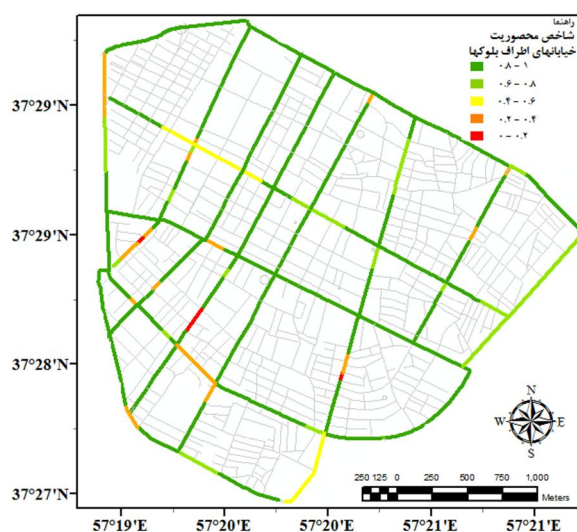 راهنما
شاخص محصوریت
خیابانهای اطراف بلوکها
۰.۸ - ۱
۰.۶ - ۰.۸
۰.۴ - ۰.۶
۰.۲ - ۰.۴
۰ - ۰.۲
37°29'N
37°29'N
37°28'N
37°27'N
N
W E
S
250 125 0 250 500 750 1,000
Meters
57°19'E 57°20'E 57°20'E 57°21'E 57°21'E